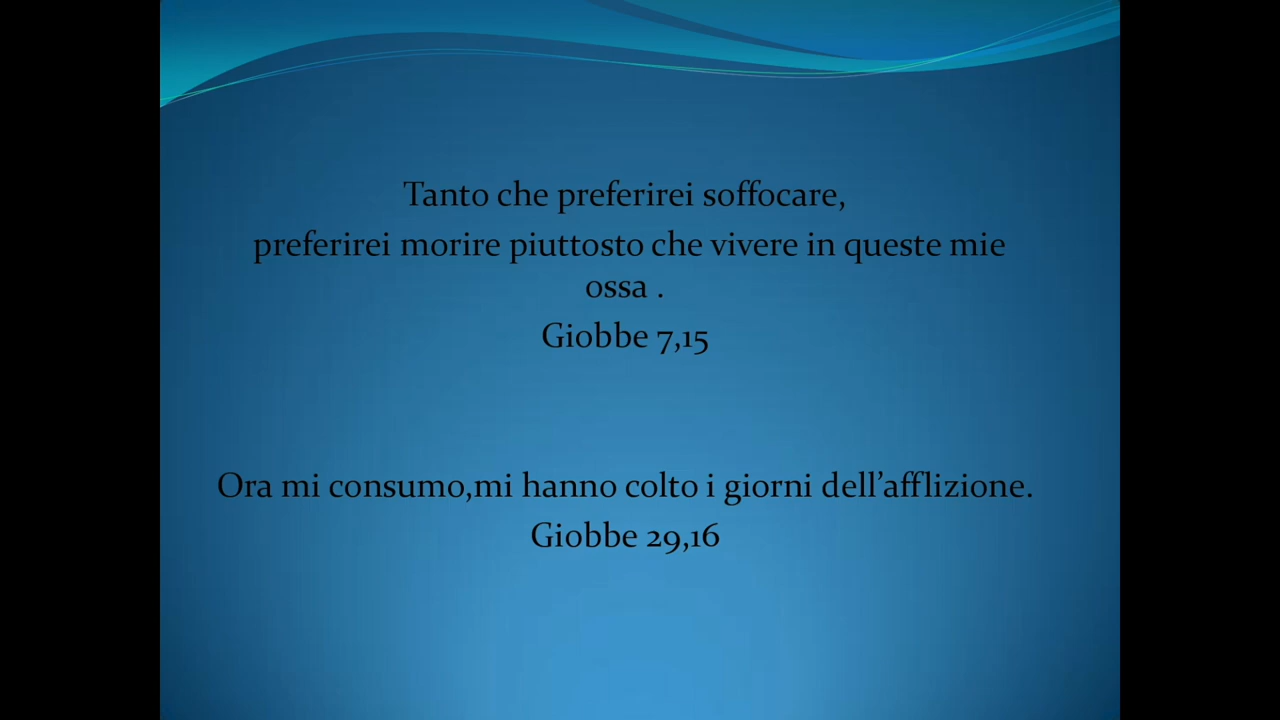 Tanto che preferirei soffocare,
preferirei morire piuttosto che vivere in queste mie
ossa .
Giobbe 7,15
Ora mi consumo,mi hanno colto i giorni dell’afflizione.
Giobbe 29,16